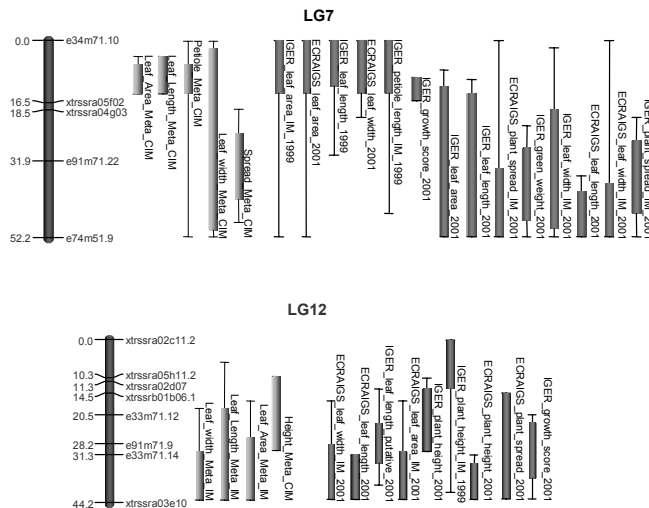 LG7
0.0 e34m71.10
16.5 xtrssra05f02
18.5 xtrssra04g03
31.9 e91m71.22
52.2 e74m51.9
Leaf_Area_Meta_CIM
Leaf_Length_Meta_CIM
Petiole_Meta_CIM
Leaf_width_Meta_CIM
Spread_Meta_CIM
IGER_leaf_area_IM_1999
ECRAIGS_leaf_area_2001
IGER_leaf_length_1999
ECRAIGS_leaf_width_2001
IGER_petiole_length_IM_1999
IGER_growth_score_2001
IGER_leaf_area_2001
IGER_leaf_length_2001
ECRAIGS_plant_spread_IM_2001
IGER_green_weight_2001
IGER_leaf_width_IM_2001
ECRAIGS_leaf_length_2001
ECRAIGS_leaf_width_IM_2001
IGER_plant_spread_IM_2001
LG12
0.0 xtrssra02c11.2
10.3 xtrssra05h11.2
11.3 xtrssra02d07
14.5 xtrssrb01b06.1
20.5 e33m71.12
28.2 e91m71.9
31.3 e33m71.14
44.2 xtrssra03e10
Leaf_width_Meta_IM
Leaf_Length_Meta_IM
Leaf_Area_Meta_IM
Height_Meta_CIM
ECRAIGS_leaf_width_IM_2001
ECRAIGS_leaf_length_2001
IGER_leaf_length_putative_2001
ECRAIGS_leaf_area_IM_2001
IGER_plant_height_2001
IGER_plant_height_IM_1999
ECRAIGS_plant_height_2001
ECRAIGS_plant_spread_2001
IGER_growth_score_2001